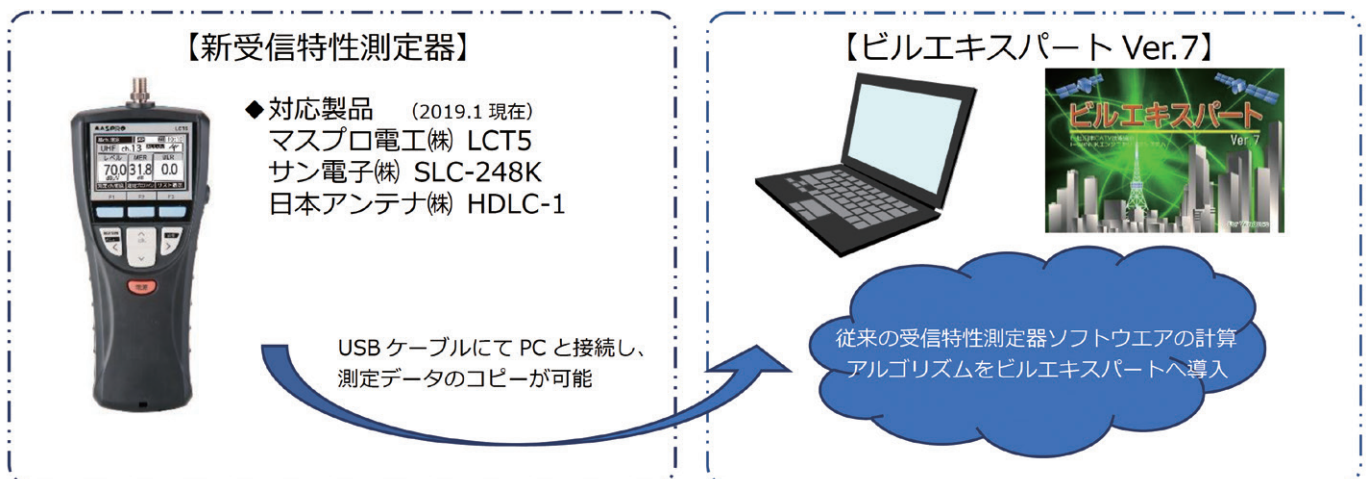 【新受信特性測定器】
◆対応製品 （2019.1 現在）
マスプロ電工㈱ LCT5
サン電子㈱ SLC-248K
日本アンテナ㈱ HDLC-1
MASPRO
LCT5
UHF ch.13
レベル MER BER
70.0 31.8 0.0
F1 F2 F3
電源
USB ケーブルにて PC と接続し、
測定データのコピーが可能
【ビルエキスパート Ver.7】
ビルエキスパート
Ver 7
従来の受信特性測定器ソフトウエアの計算
アルゴリズムをビルエキスパートへ導入